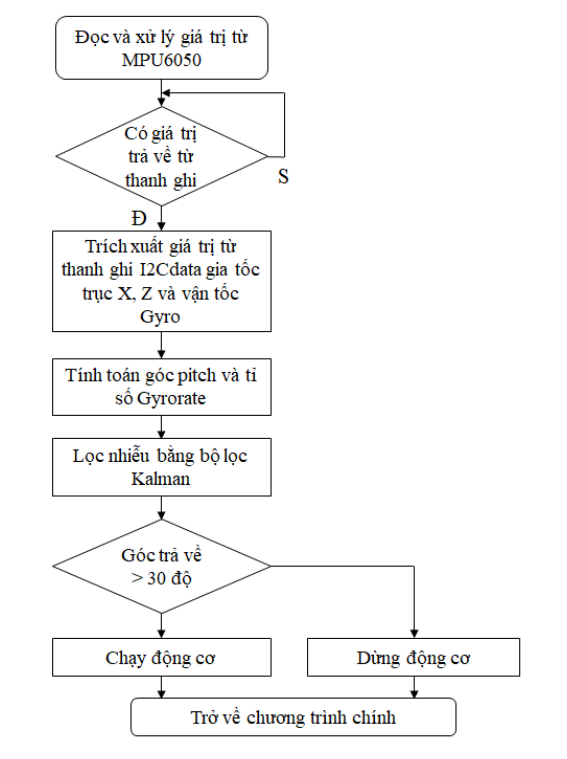 Đọc và xử lý giá trị từ
MPU6050
Có giá trị
trả về từ
thanh ghi
S
Đ
Trích xuất giá trị từ
thanh ghi I2Cdata gia tốc
trục X, Z và vận tốc
Gyro
Tính toán góc pitch và tỉ
số Gyrorate
Lọc nhiễu bằng bộ lọc
Kalman
Góc trả về
> 30 độ
Chạy động cơ
Dừng động cơ
Trở về chương trình chính